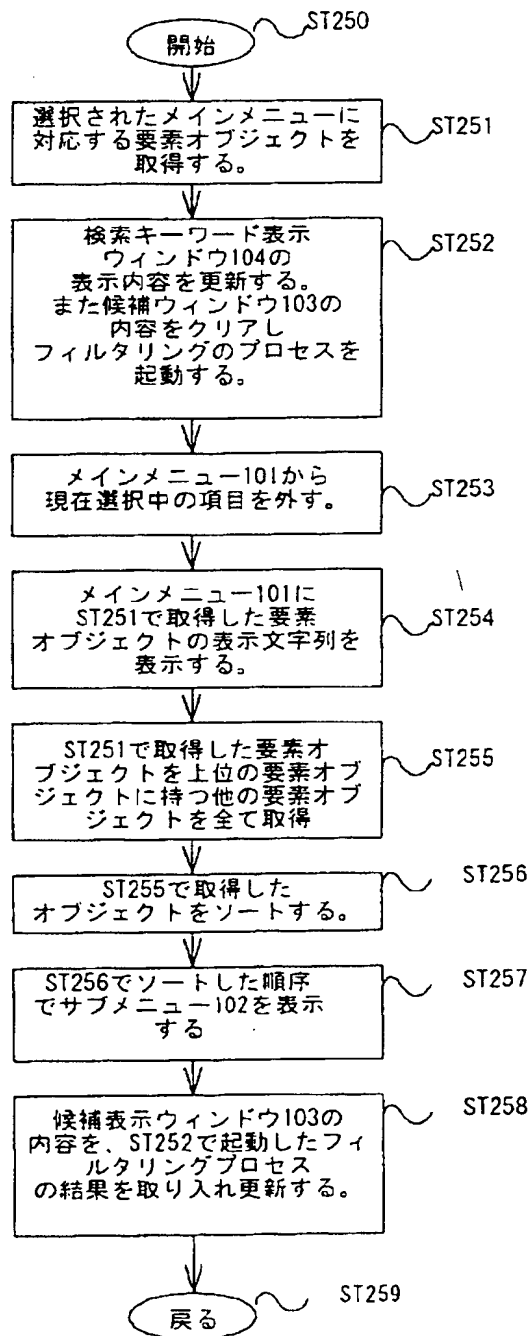 開始
ST250
選択されたメインメニューに
対応する要素オブジェクトを
取得する。
ST251
検索キーワード表示
ウィンドウ104の
表示内容を更新する。
また候補ウィンドウ103の
内容をクリアし
フィルタリングのプロセスを
起動する。
ST252
メインメニュー101から
現在選択中の項目を外す。
ST253
メインメニュー101に
ST251で取得した要素
オブジェクトの表示文字列を
表示する。
ST254
ST251で取得した要素オ
ブジェクトを上位の要素オブ
ジェクトに持つ他の要素オブ
ジェクトを全て取得
ST255
ST255で取得した
オブジェクトをソートする。
ST256
ST256でソートした順序
でサブメニュー102を表示
する
ST257
候補表示ウィンドウ103の
内容を、ST252で起動したフィ
ルタリングプロセス
の結果を取り入れ更新する。
ST258
戻る
ST259